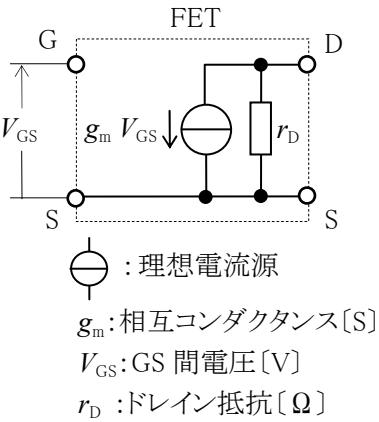 FET
G D
V_GS g_m V_GS r_D
S S
:理想電流源
g_m:相互コンダクタンス〔S〕
V_GS:GS 間電圧〔V〕
r_D :ドレイン抵抗〔Ω〕